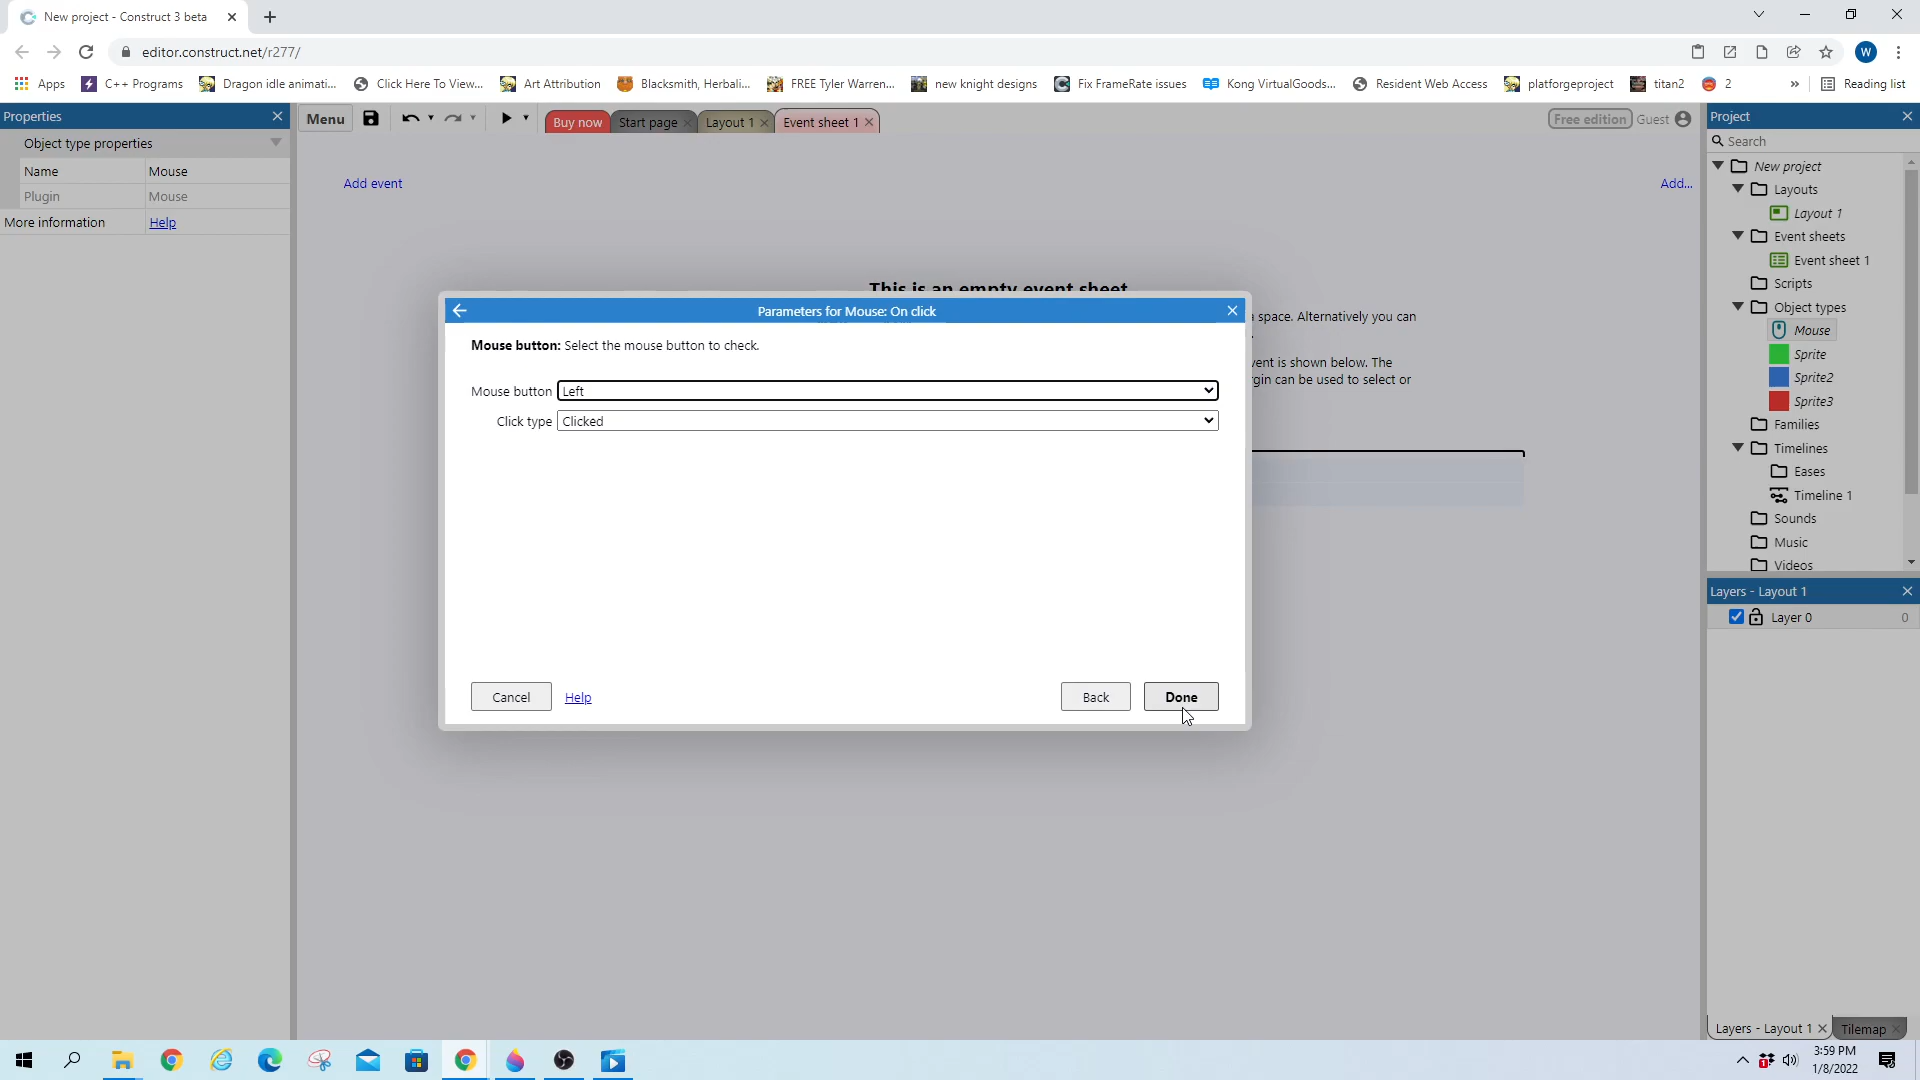 New project - Construct 3 beta
editor.construct.net/r277/
W
Apps C++ Programs Dragon idle animati... Click Here To View... Art Attribution Blacksmith, Herbali... FREE Tyler Warren... new knight designs Fix FrameRate issues Kong VirtualGoods... Resident Web Access platforgeproject titan2 2 » Reading list
Properties
Menu Buy now Start page Layout 1 Event sheet 1 Free edition Guest
Project
Object type properties
Name Mouse
Plugin Mouse
More information Help
Add event Add...
This is an empty event sheet
a space. Alternatively you can
vent is shown below. The
gin can be used to select or
Parameters for Mouse: On click
Mouse button: Select the mouse button to check.
Mouse button Left
Click type Clicked
Cancel Help Back Done
Search
New project
Layouts
Layout 1
Event sheets
Event sheet 1
Scripts
Object types
Mouse
Sprite
Sprite2
Sprite3
Families
Timelines
Eases
Timeline 1
Sounds
Music
Videos
Layers - Layout 1
Layer 0 0
Layers - Layout 1 Tilemap
3:59 PM
1/8/2022